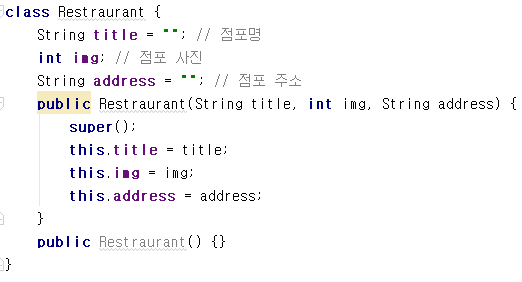 class Restraurant {
String title = ""; // 점포명
int img; // 점포 사진
String address = ""; // 점포 주소
public Restraurant(String title, int img, String address) {
super();
this.title = title;
this.img = img;
this.address = address;
}
public Restraurant() {}
}